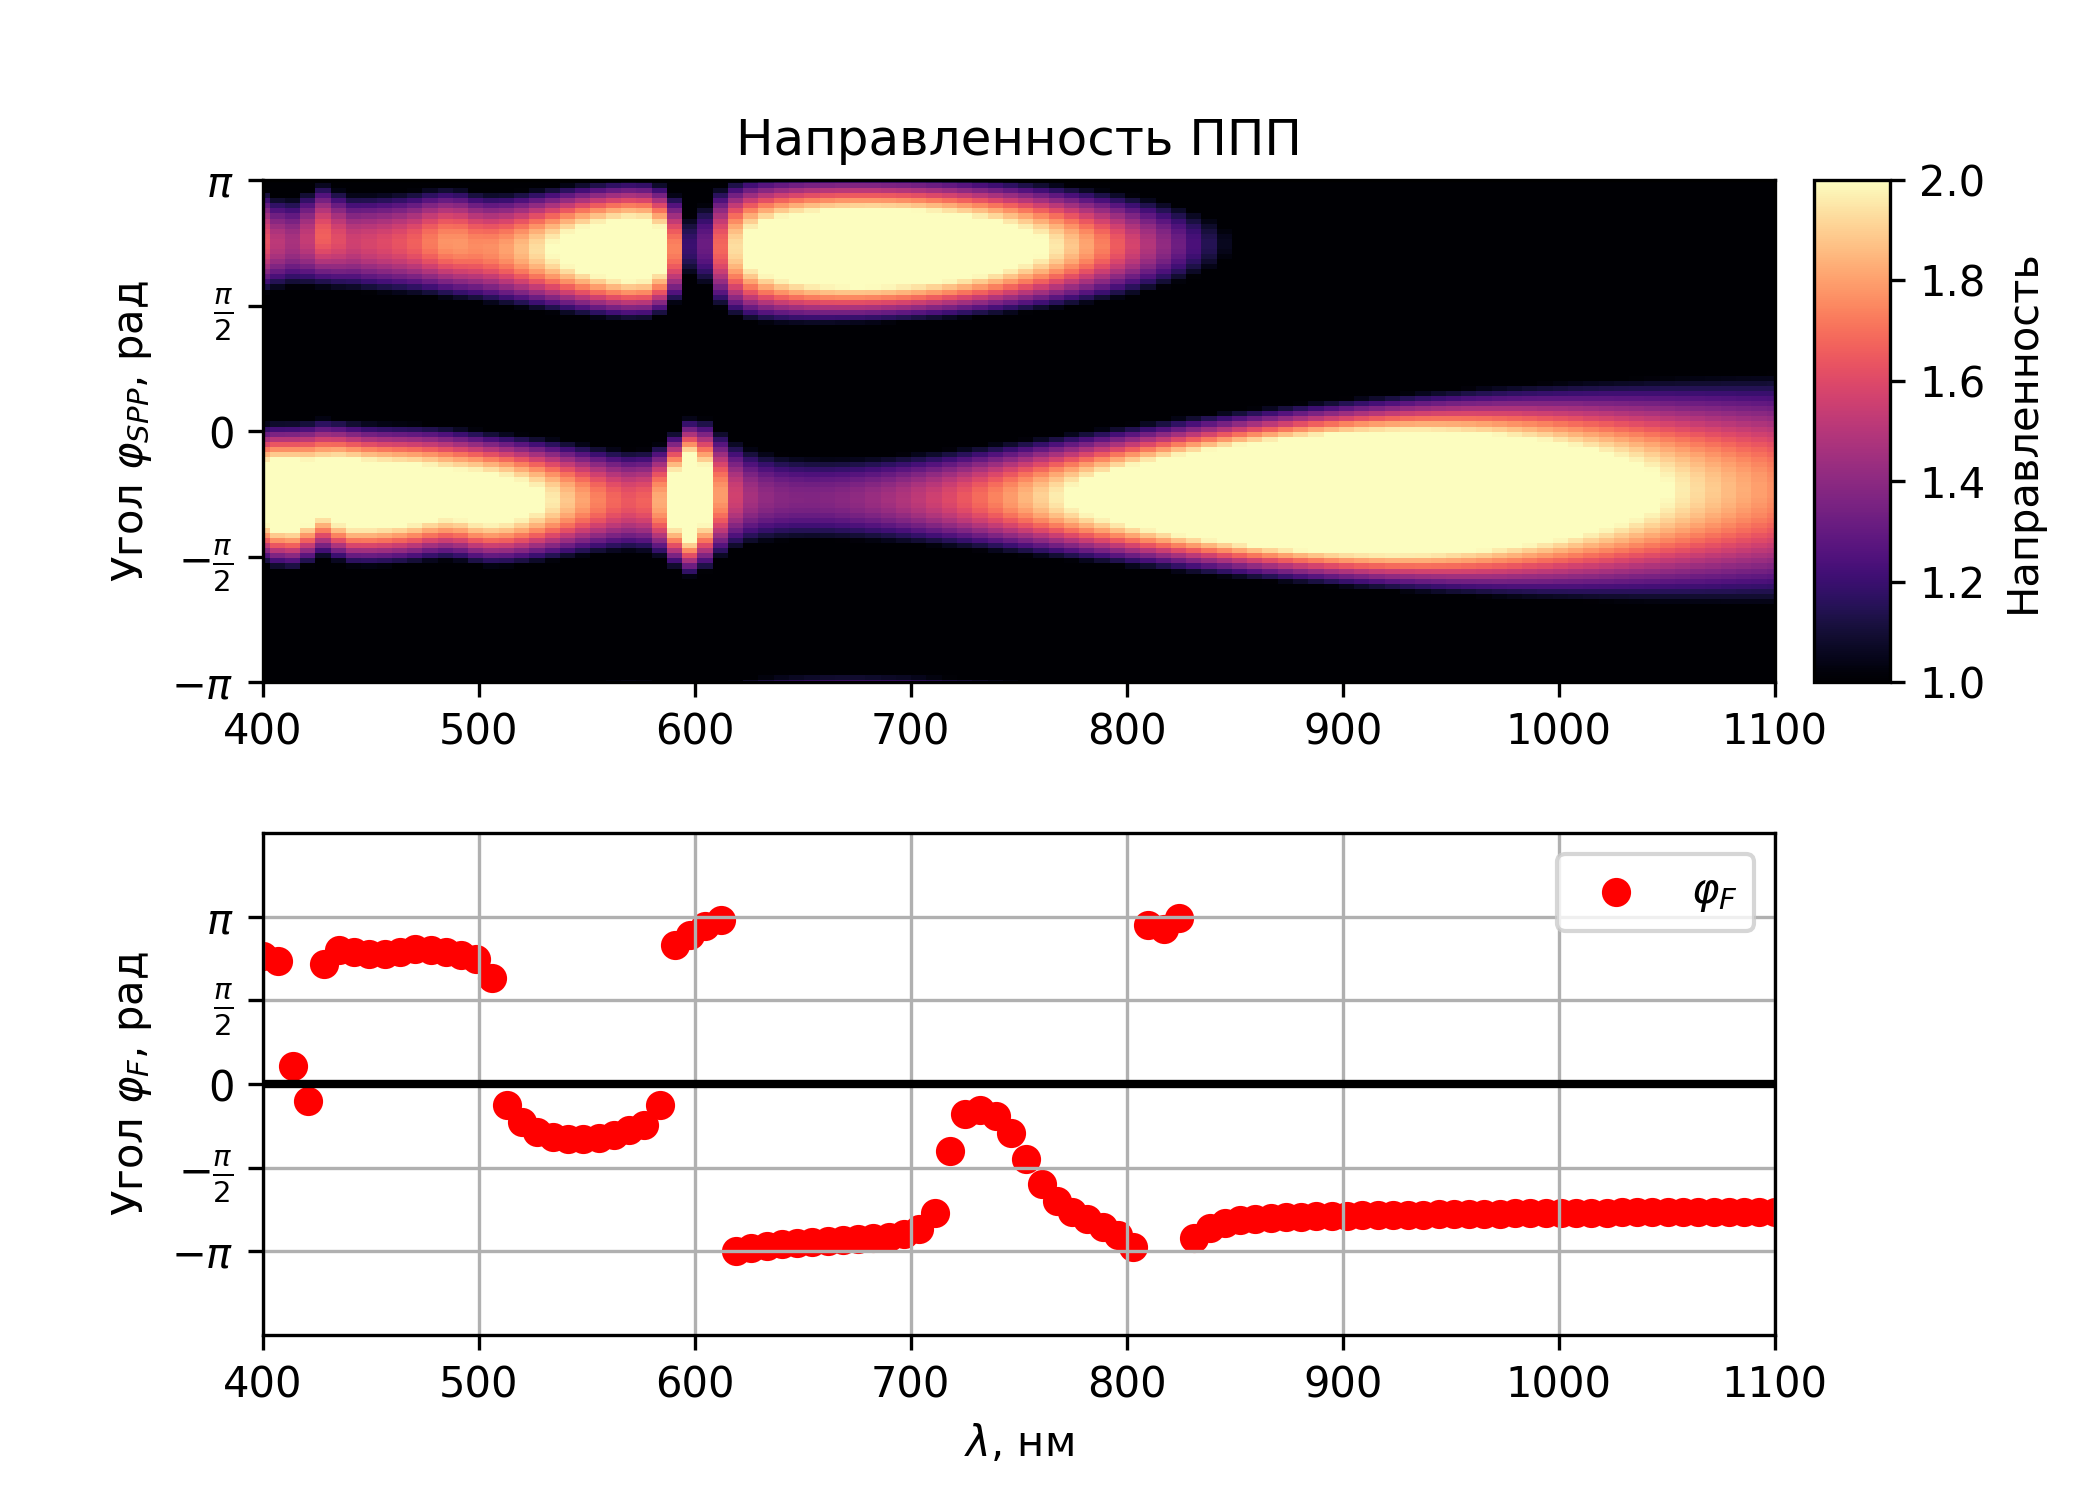 Направленность ППП
π
π/2
0
−π/2
−π
Угол φ_SPP, рад
400 500 600 700 800 900 1000 1100
2.0
1.8
1.6
1.4
1.2
1.0
Направленность
π
π/2
0
−π/2
−π
Угол φ_F, рад
φ_F
400 500 600 700 800 900 1000 1100
λ, нм